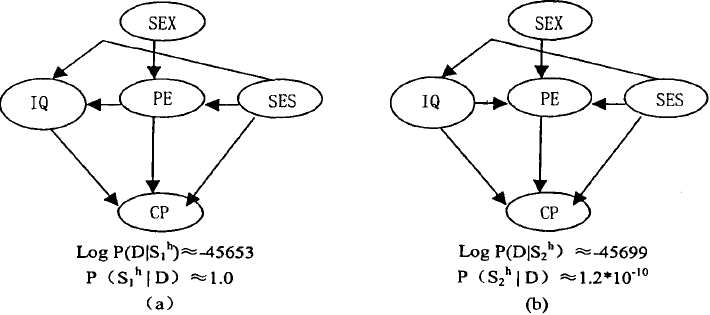 SEX
SEX
IQ
PE
SES
IQ
PE
SES
CP
CP
Log P(D|S₁ʰ)≈-45653
Log P(D|S₂ʰ）≈-45699
P（S₁ʰ | D）≈1.0
P（S₂ʰ | D）≈1.2*10⁻¹⁰
（a）
(b)